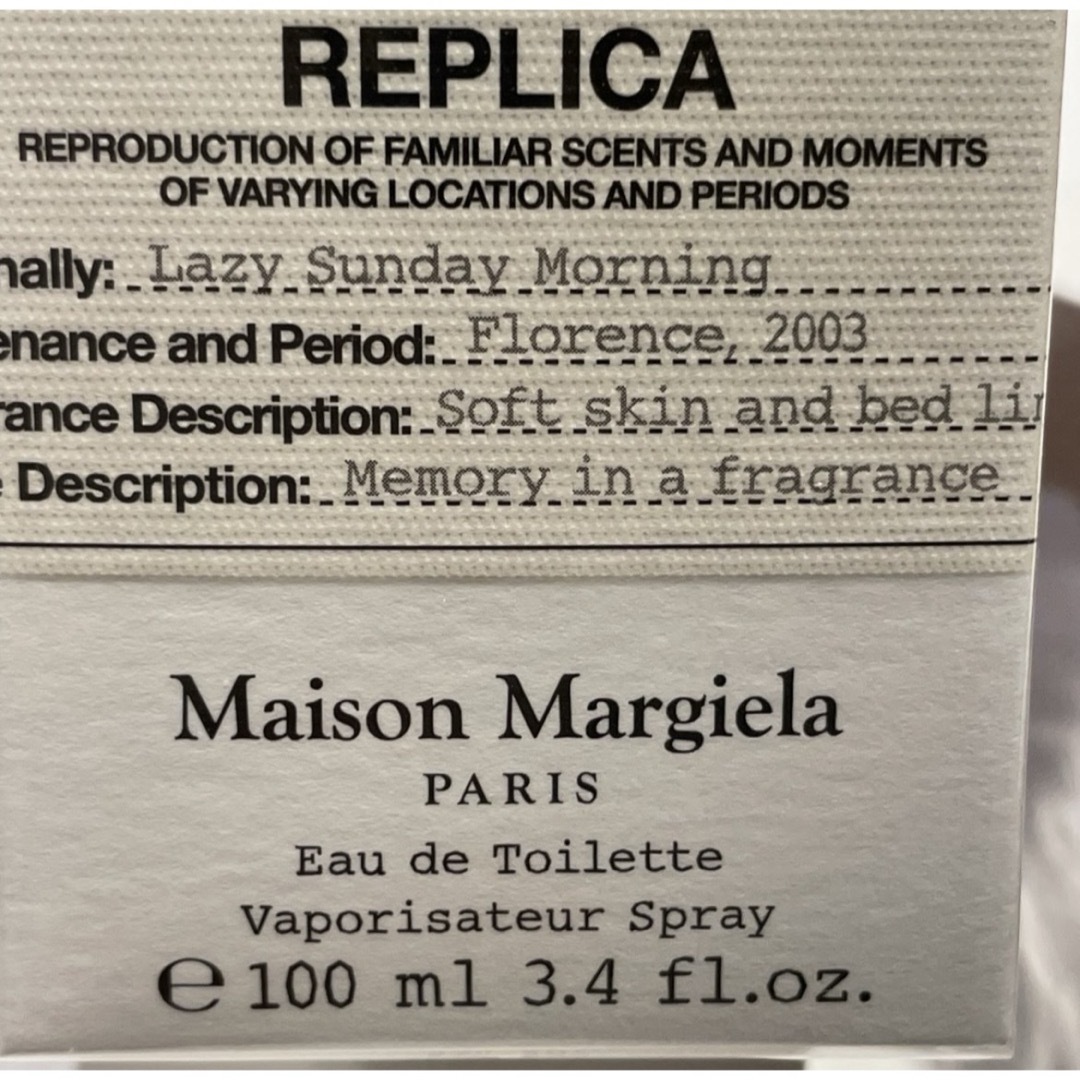 REPLICA
REPRODUCTION OF FAMILIAR SCENTS AND MOMENTS
OF VARYING LOCATIONS AND PERIODS
nally: Lazy Sunday Morning
enance and Period: Florence, 2003
rance Description: Soft skin and bed lin
Description: Memory in a fragrance
Maison Margiela
PARIS
Eau de Toilette
Vaporisateur Spray
℮ 100 ml 3.4 fl.oz.